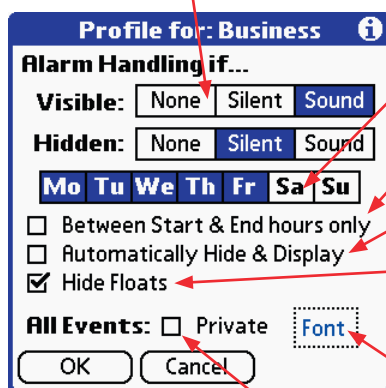 Profile for: Business i
Alarm Handling if...
Visible: None Silent Sound
Hidden: None Silent Sound
Mo Tu We Th Fr Sa Su
Between Start & End hours only
Automatically Hide & Display
Hide Floats
All Events: Private Font
OK Cancel